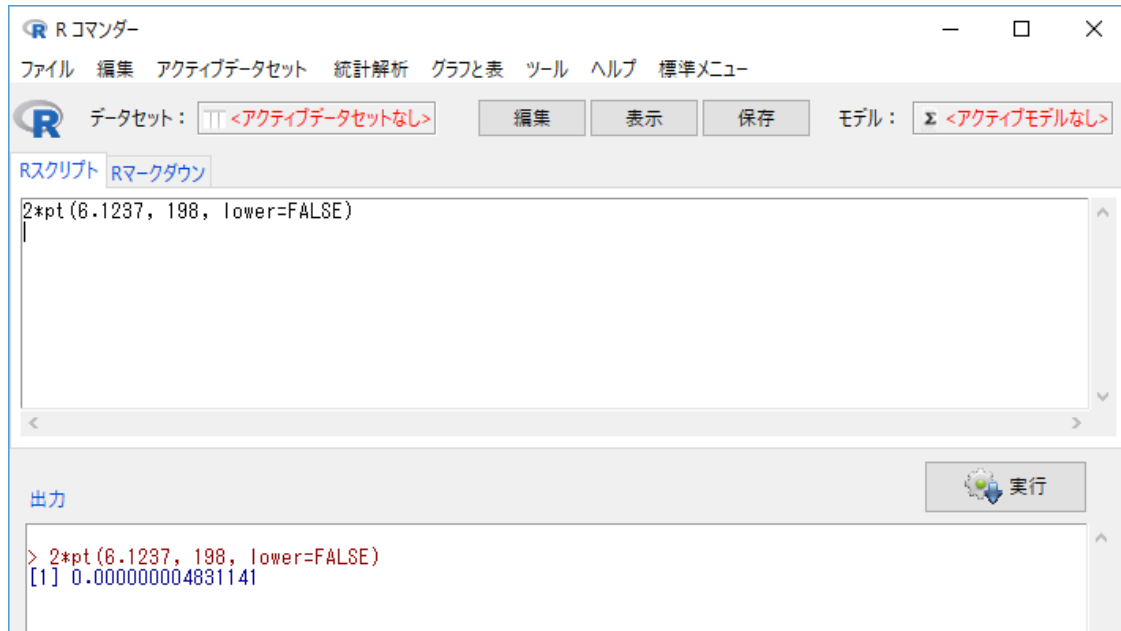 R Rコマンダー
ファイル 編集 アクティブデータセット 統計解析 グラフと表 ツール ヘルプ 標準メニュー
R データセット： <アクティブデータセットなし> 編集 表示 保存 モデル： Σ <アクティブモデルなし>
Rスクリプト Rマークダウン
2*pt(6.1237, 198, lower=FALSE)
実行
出力
> 2*pt(6.1237, 198, lower=FALSE)
[1] 0.000000004831141